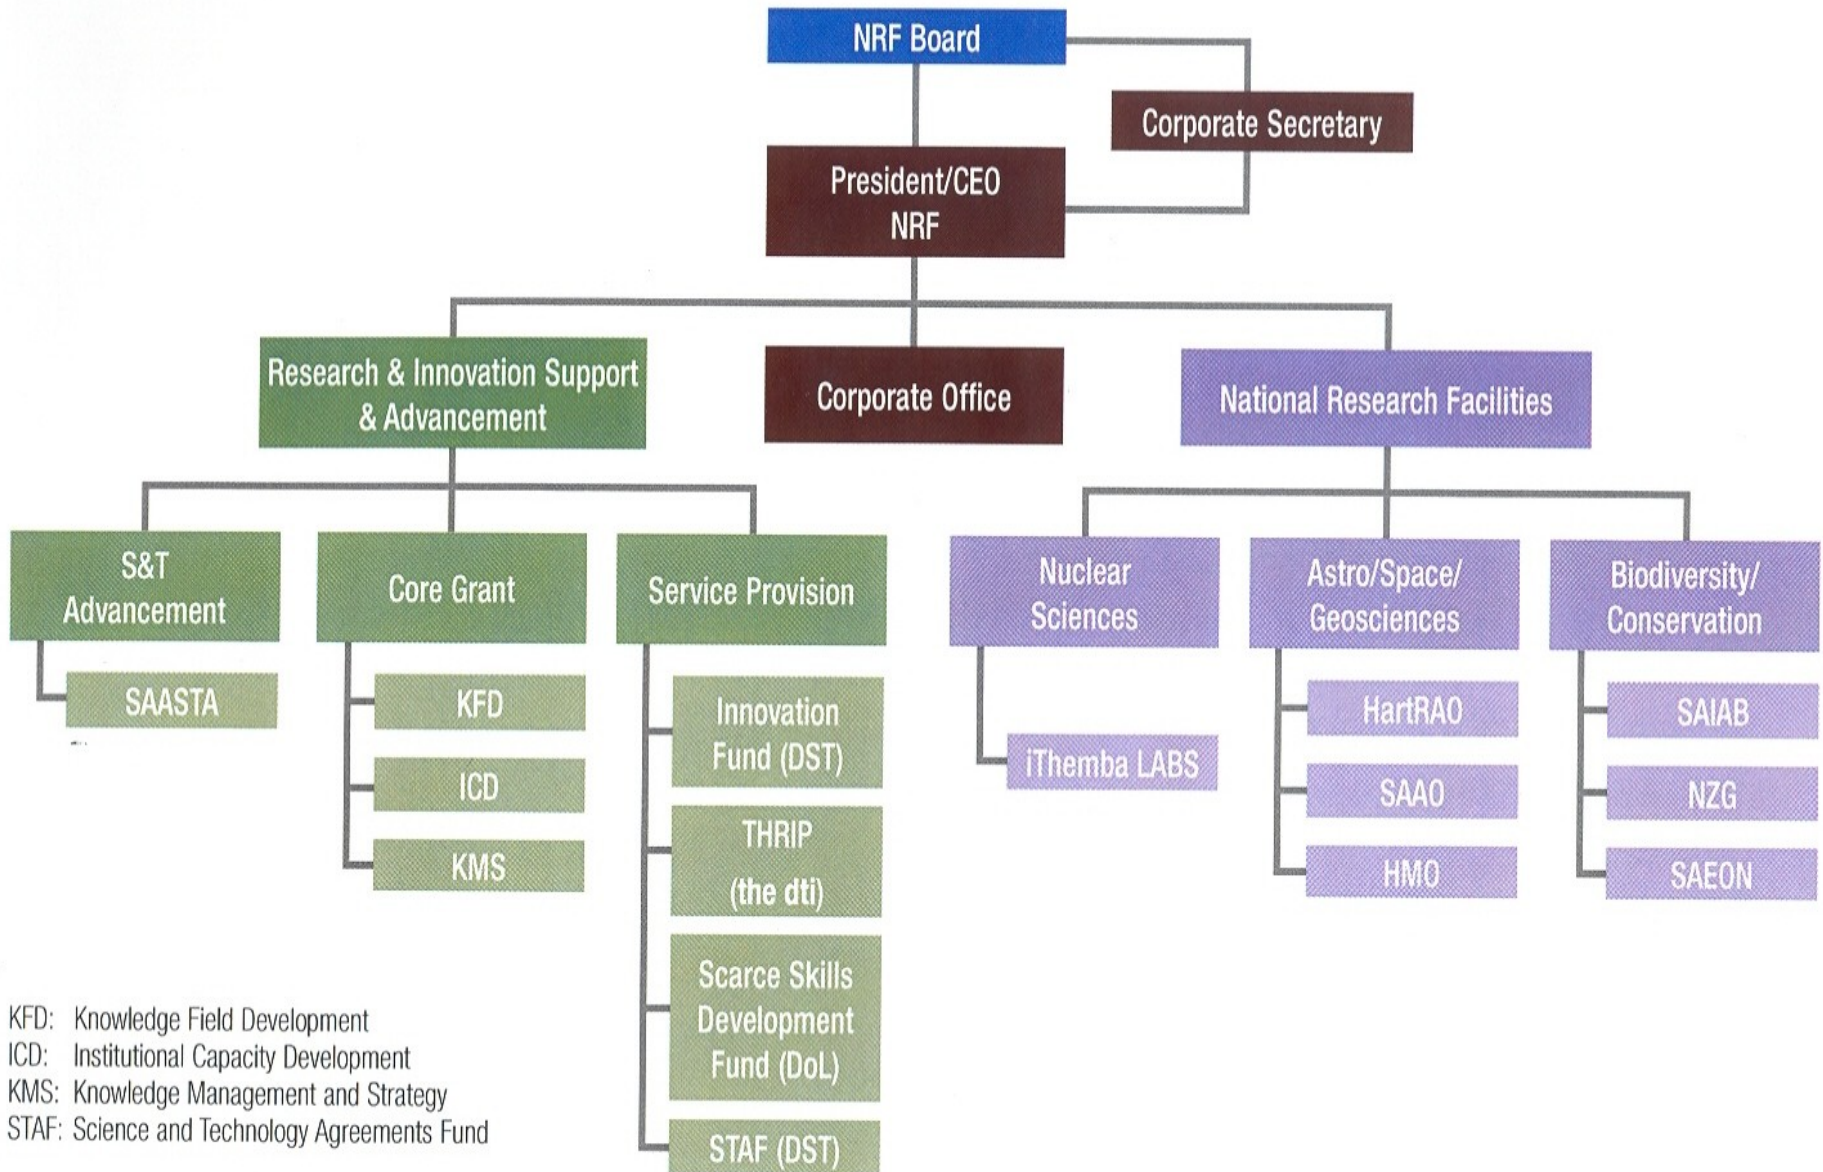 NRF Board
Corporate Secretary
President/CEO
NRF
Research & Innovation Support
& Advancement
Corporate Office
National Research Facilities
S&T
Advancement
Core Grant
Service Provision
Nuclear
Sciences
Astro/Space/
Geosciences
Biodiversity/
Conservation
SAASTA
KFD
ICD
KMS
Innovation
Fund (DST)
THRIP
(the dti)
Scarce Skills
Development
Fund (DoL)
STAF (DST)
iThemba LABS
HartRAO
SAAO
HMO
SAIAB
NZG
SAEON
KFD: Knowledge Field Development
ICD: Institutional Capacity Development
KMS: Knowledge Management and Strategy
STAF: Science and Technology Agreements Fund